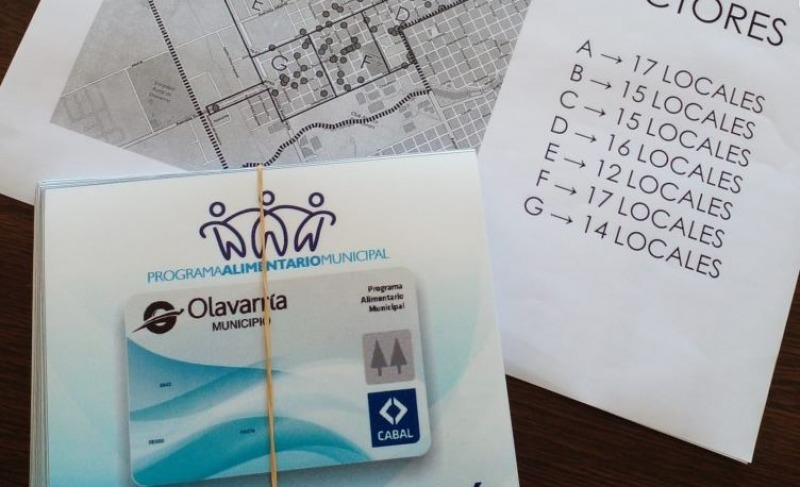 E
D
G
F
CTORES
A → 17 LOCALES
B → 15 LOCALES
C → 15 LOCALES
D → 16 LOCALES
E → 12 LOCALES
F → 17 LOCALES
G → 14 LOCALES
PROGRAMAALIMENTARIOMUNICIPAL
Olavarría
MUNICIPIO
Programa
Alimentario
Municipal
CABAL